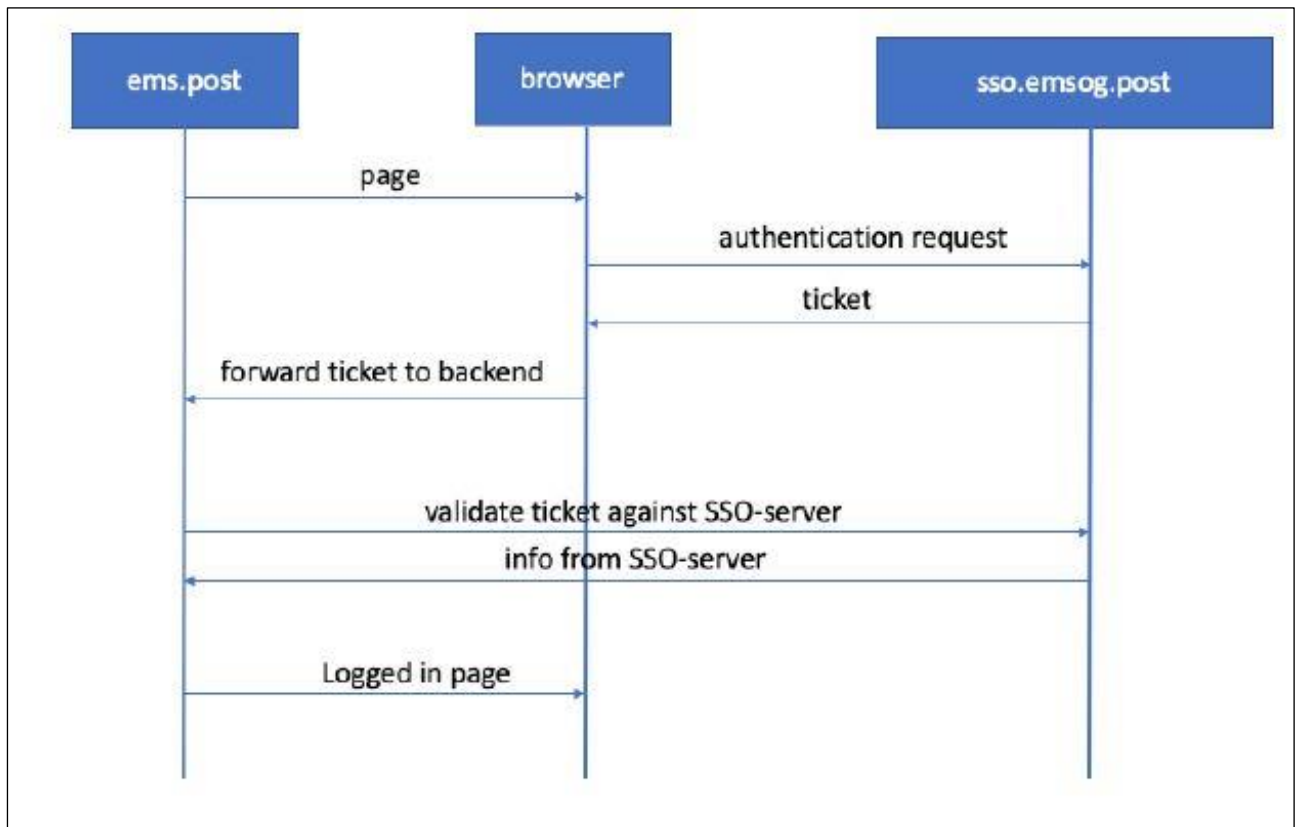 ems.post
browser
sso.emsog.post
page
authentication request
ticket
forward ticket to backend
validate ticket against SSO-server
info from SSO-server
Logged in page